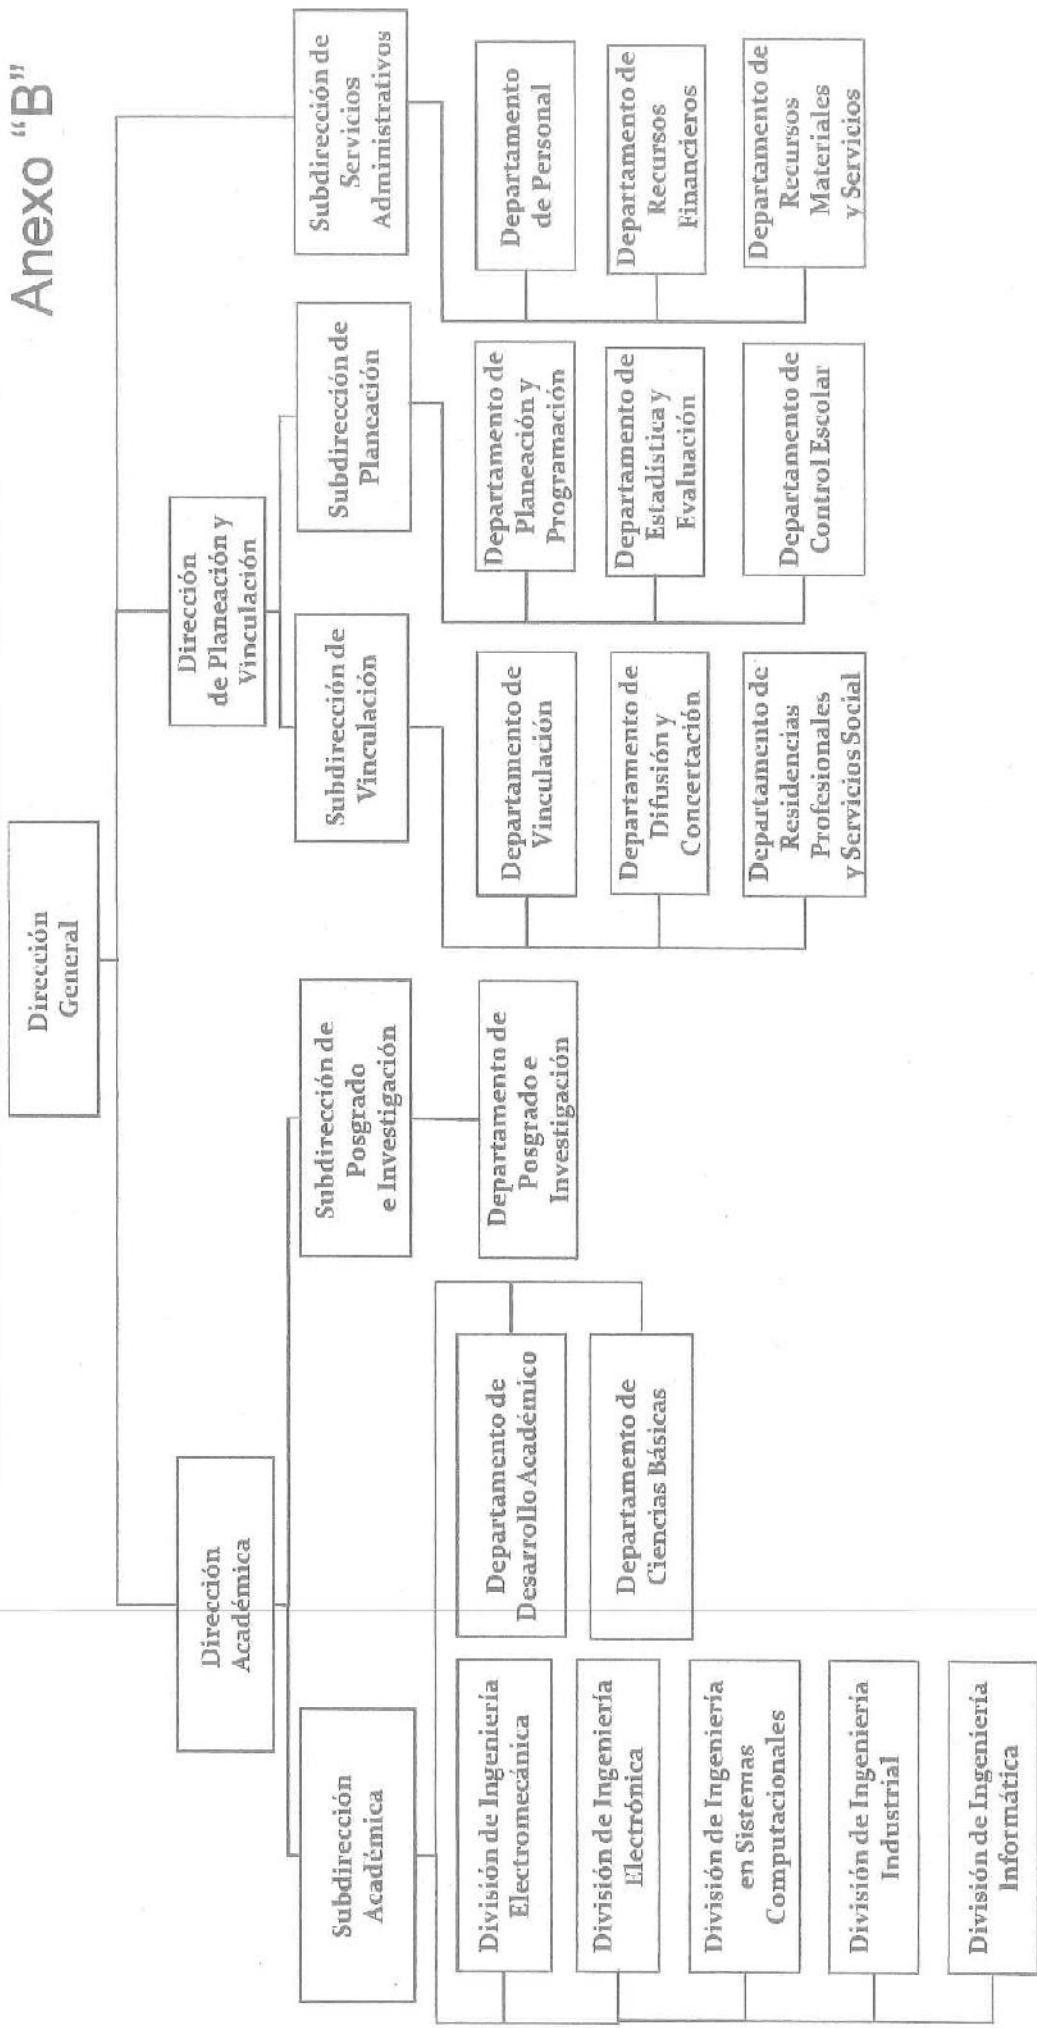 Anexo "B"
Dirección
General
Dirección
Académica
Dirección
de Planeación y
Vinculación
Subdirección
Académica
Subdirección de
Posgrado
e Investigación
Subdirección de
Vinculación
Subdirección de
Planeación
Subdirección de
Servicios
Administrativos
División de Ingeniería
Electromecánica
División de Ingeniería
Electrónica
División de Ingeniería
en Sistemas
Computacionales
División de Ingeniería
Industrial
División de Ingeniería
Informática
Departamento de
Desarrollo Académico
Departamento de
Ciencias Básicas
Departamento de
Posgrado e
Investigación
Departamento de
Vinculación
Departamento de
Difusión y
Concertación
Departamento de
Residencias
Profesionales
y Servicios Social
Departamento de
Planeación y
Programación
Departamento de
Estadística y
Evaluación
Departamento de
Control Escolar
Departamento
de Personal
Departamento de
Recursos
Financieros
Departamento de
Recursos
Materiales
y Servicios